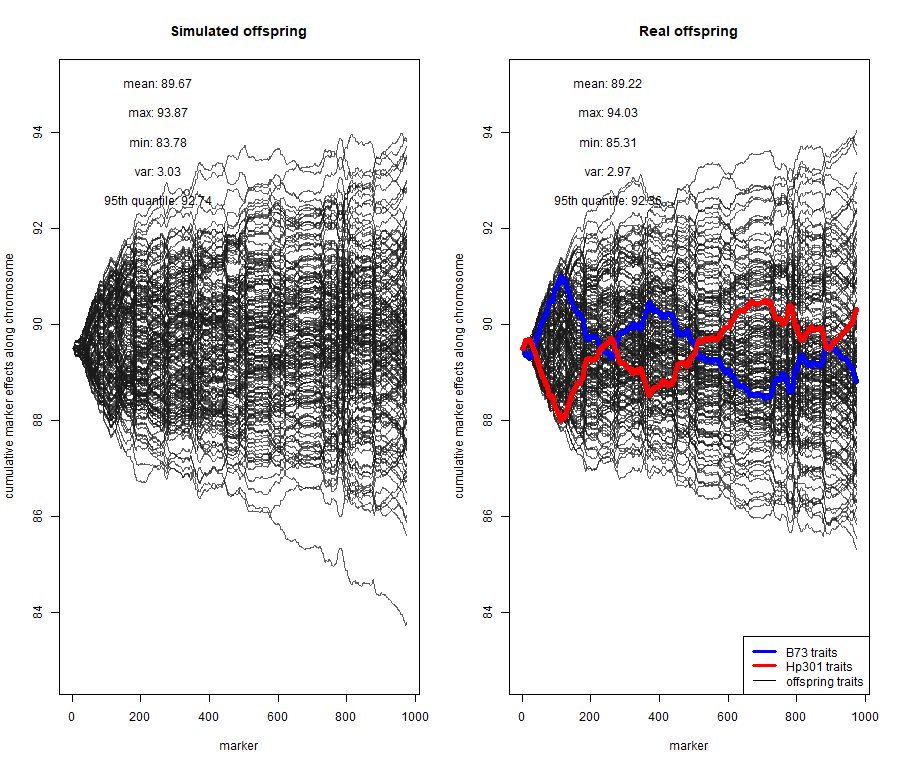 Simulated offspring
mean: 89.67
max: 93.87
min: 83.78
var: 3.03
95th quantile: 92.74
cumulative marker effects along chromosome
94
92
90
88
86
84
0 200 400 600 800 1000
marker
Real offspring
mean: 89.22
max: 94.03
min: 85.31
var: 2.97
95th quantile:
cumulative marker effects along chromosome
94
92
90
88
86
84
B73 traits
Hp301 traits
offspring traits
0 200 400 600 800 1000
marker